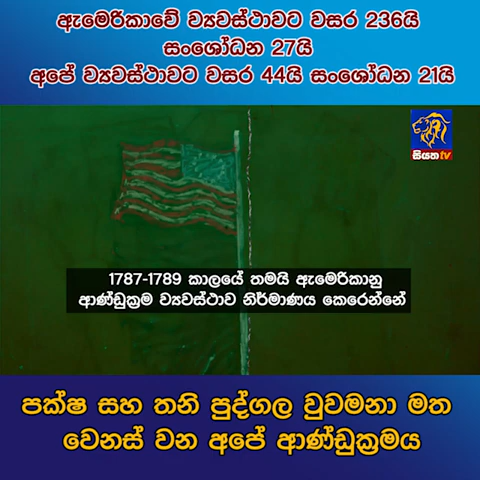 ඇමෙරිකාවේ ව්‍යවස්ථාවට වසර 236යි
සංශෝධන 27යි
අපේ ව්‍යවස්ථාවට වසර 44යි සංශෝධන 21යි
සියත tv
1787-1789 කාලයේ තමයි ඇමෙරිකානු
ආණ්ඩුක්‍රම ව්‍යවස්ථාව නිර්මාණය කෙරෙන්නේ
පක්ෂ සහ තනි පුද්ගල වුවමනා මත
වෙනස් වන අපේ ආණ්ඩුක්‍රමය